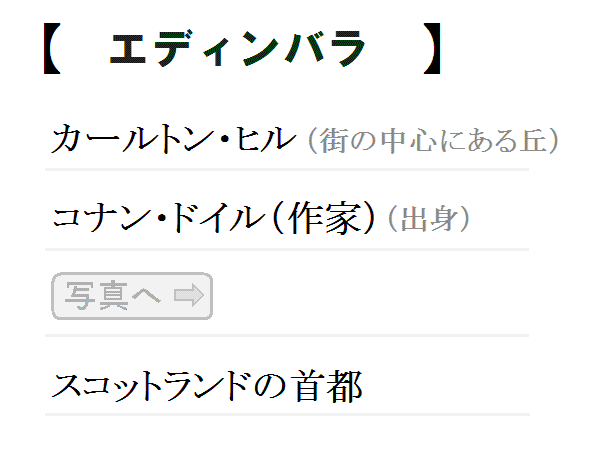 【 エディンバラ 】
カールトン・ヒル（街の中心にある丘）
コナン・ドイル（作家）（出身）
写真へ ⇨
スコットランドの首都